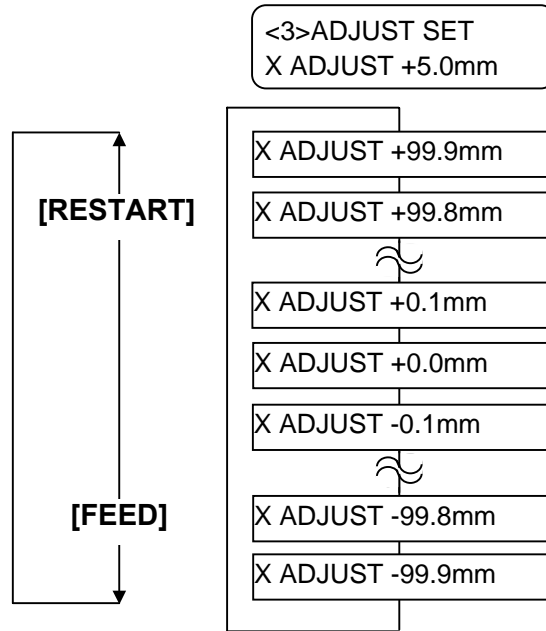 <3>ADJUST SET
X ADJUST +5.0mm
X ADJUST +99.9mm
[RESTART]
X ADJUST +99.8mm
X ADJUST +0.1mm
X ADJUST +0.0mm
X ADJUST -0.1mm
[FEED]
X ADJUST -99.8mm
X ADJUST -99.9mm